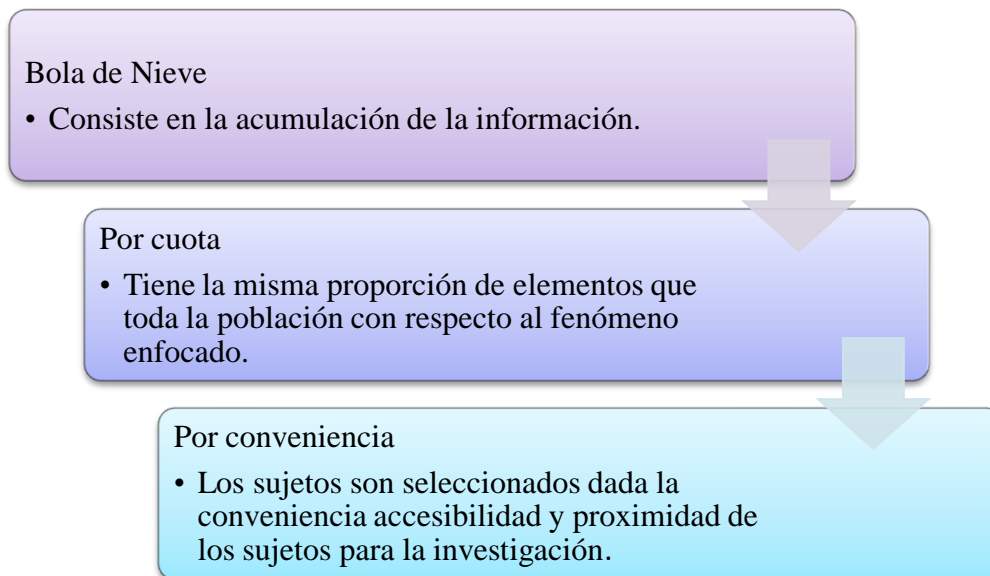 Bola de Nieve
• Consiste en la acumulación de la información.
Por cuota
• Tiene la misma proporción de elementos que
toda la población con respecto al fenómeno
enfocado.
Por conveniencia
• Los sujetos son seleccionados dada la
conveniencia accesibilidad y proximidad de
los sujetos para la investigación.